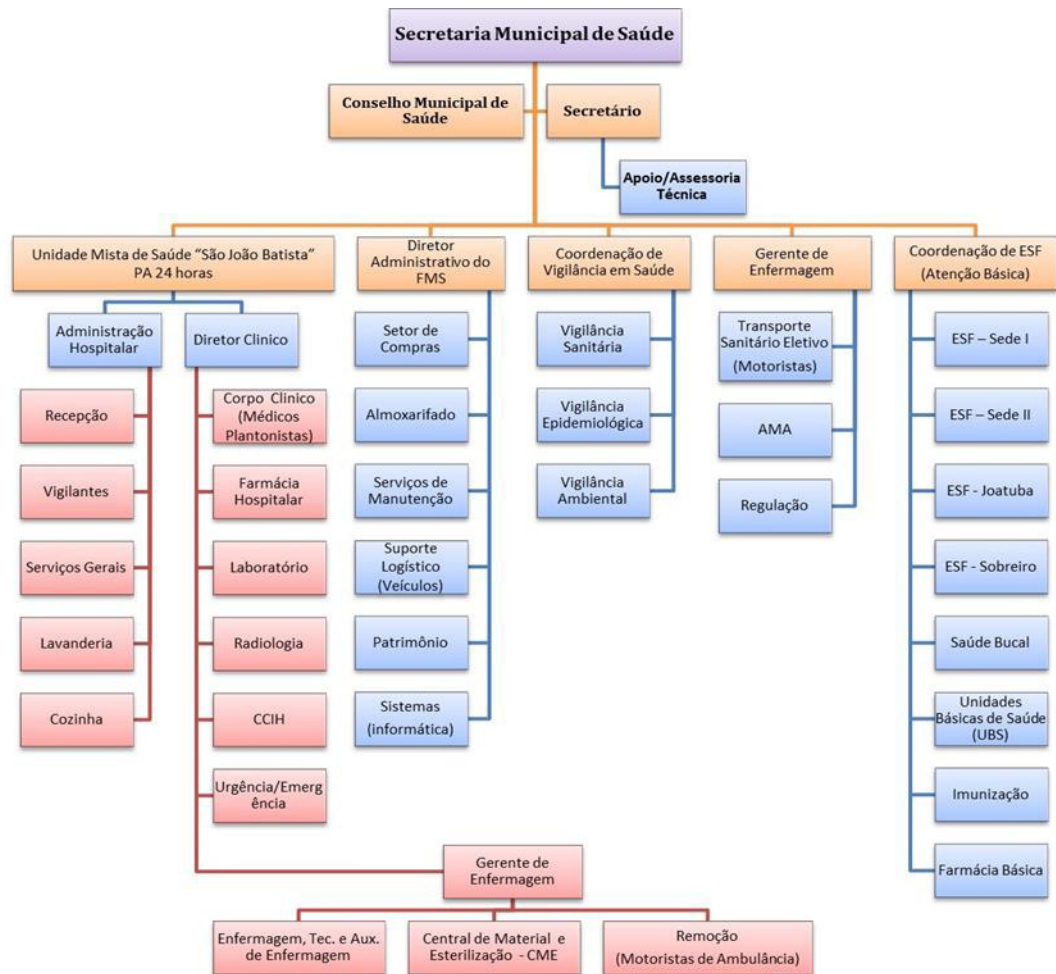 Secretaria Municipal de Saúde
Conselho Municipal de
Saúde
Secretário
Apoio/Assessoria
Técnica
Unidade Mista de Saúde “São João Batista”
PA 24 horas
Diretor
Administrativo do
FMS
Coordenação de
Vigilância em Saúde
Gerente de
Enfermagem
Coordenação de ESF
(Atenção Básica)
Administração
Hospitalar
Diretor Clinico
Recepção
Vigilantes
Serviços Gerais
Lavanderia
Cozinha
Corpo Clinico
(Médicos
Plantonistas)
Farmácia
Hospitalar
Laboratório
Radiologia
CCIH
Urgência/Emerg
ência
Setor de
Compras
Almoxarifado
Serviços de
Manutenção
Suporte
Logístico
(Veículos)
Patrimônio
Sistemas
(informática)
Vigilância
Sanitária
Vigilância
Epidemiológica
Vigilância
Ambiental
Transporte
Sanitário Eletivo
(Motoristas)
AMA
Regulação
ESF – Sede I
ESF – Sede II
ESF - Joatuba
ESF - Sobreiro
Saúde Bucal
Unidades
Básicas de Saúde
(UBS)
Imunização
Farmácia Básica
Gerente de
Enfermagem
Enfermagem, Tec. e Aux.
de Enfermagem
Central de Material e
Esterilização - CME
Remoção
(Motoristas de Ambulância)